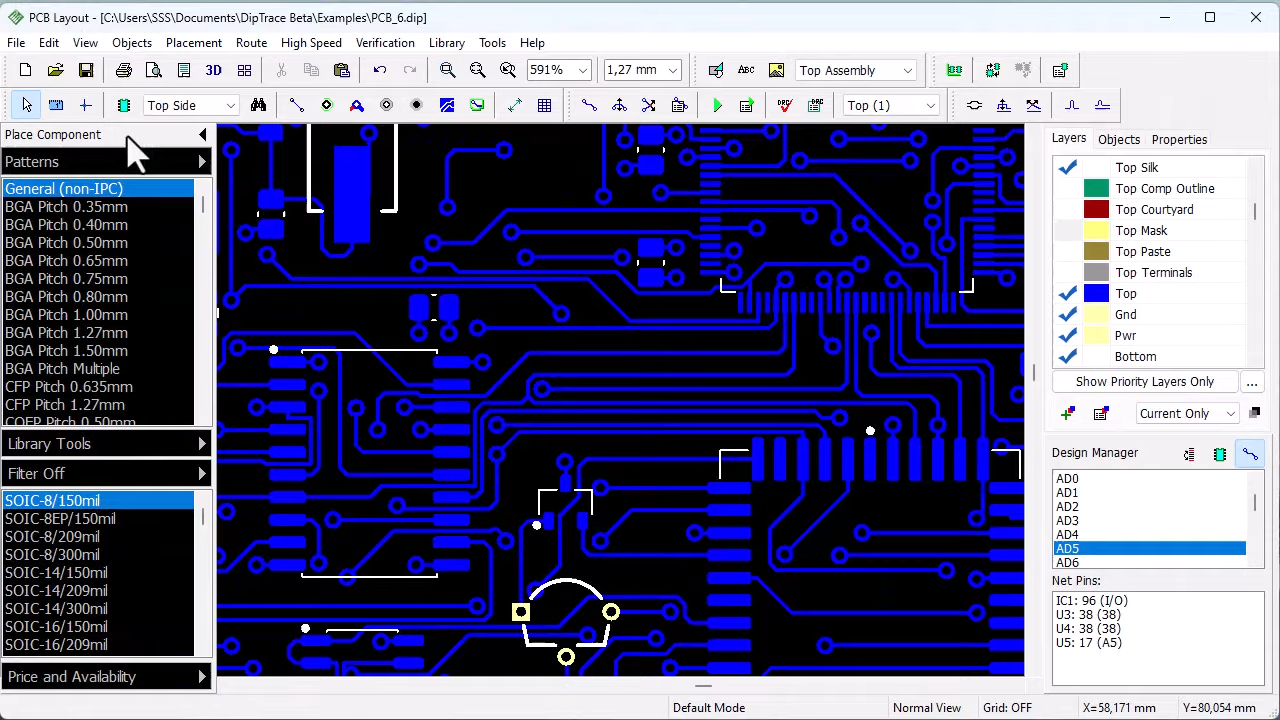 PCB Layout - [C:\Users\SSS\Documents\DipTrace Beta\Examples\PCB_6.dip]
File Edit View Objects Placement Route High Speed Verification Library Tools Help
3D 591% 1,27 mm ABC Top Assembly
Top Side Top (1)
Place Component
Patterns
General (non-IPC)
BGA Pitch 0.35mm
BGA Pitch 0.40mm
BGA Pitch 0.50mm
BGA Pitch 0.65mm
BGA Pitch 0.75mm
BGA Pitch 0.80mm
BGA Pitch 1.00mm
BGA Pitch 1.27mm
BGA Pitch 1.50mm
BGA Pitch Multiple
CFP Pitch 0.635mm
CFP Pitch 1.27mm
CQFP Pitch 0.50mm
Library Tools
Filter Off
SOIC-8/150mil
SOIC-8EP/150mil
SOIC-8/209mil
SOIC-8/300mil
SOIC-14/150mil
SOIC-14/209mil
SOIC-14/300mil
SOIC-16/150mil
SOIC-16/209mil
Price and Availability
Layers Objects Properties
Top Silk
Top Comp Outline
Top Courtyard
Top Mask
Top Paste
Top Terminals
Top
Gnd
Pwr
Bottom
Show Priority Layers Only ...
Current Only
Design Manager
AD0
AD1
AD2
AD3
AD4
AD5
AD6
Net Pins:
IC1: 96 (I/O)
U3: 38 (38)
U4: 38 (38)
U5: 17 (A5)
Default Mode Normal View Grid: OFF X=58,171 mm Y=80,054 mm